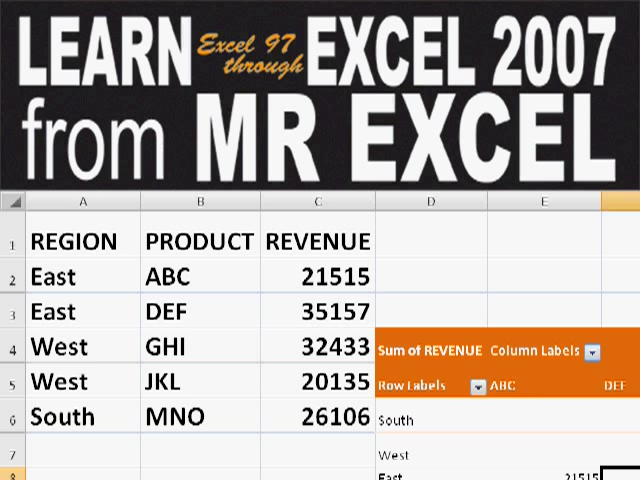 LEARN Excel 97 through EXCEL 2007
from MR EXCEL
A B C D E
1 REGION PRODUCT REVENUE
2 East ABC 21515
3 East DEF 35157
4 West GHI 32433 Sum of REVENUE Column Labels
5 West JKL 20135 Row Labels ABC DEF
6 South MNO 26106 South
7 West
8 East 21515